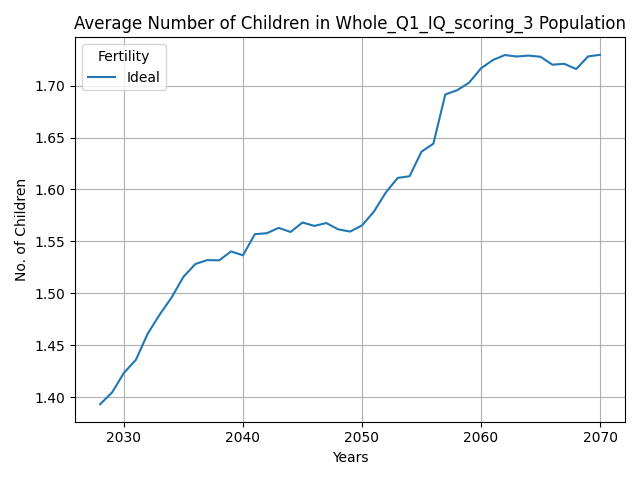 Average Number of Children in Whole_Q1_IQ_scoring_3 Population
Fertility
Ideal
No. of Children
1.70
1.65
1.60
1.55
1.50
1.45
1.40
2030
2040
2050
2060
2070
Years